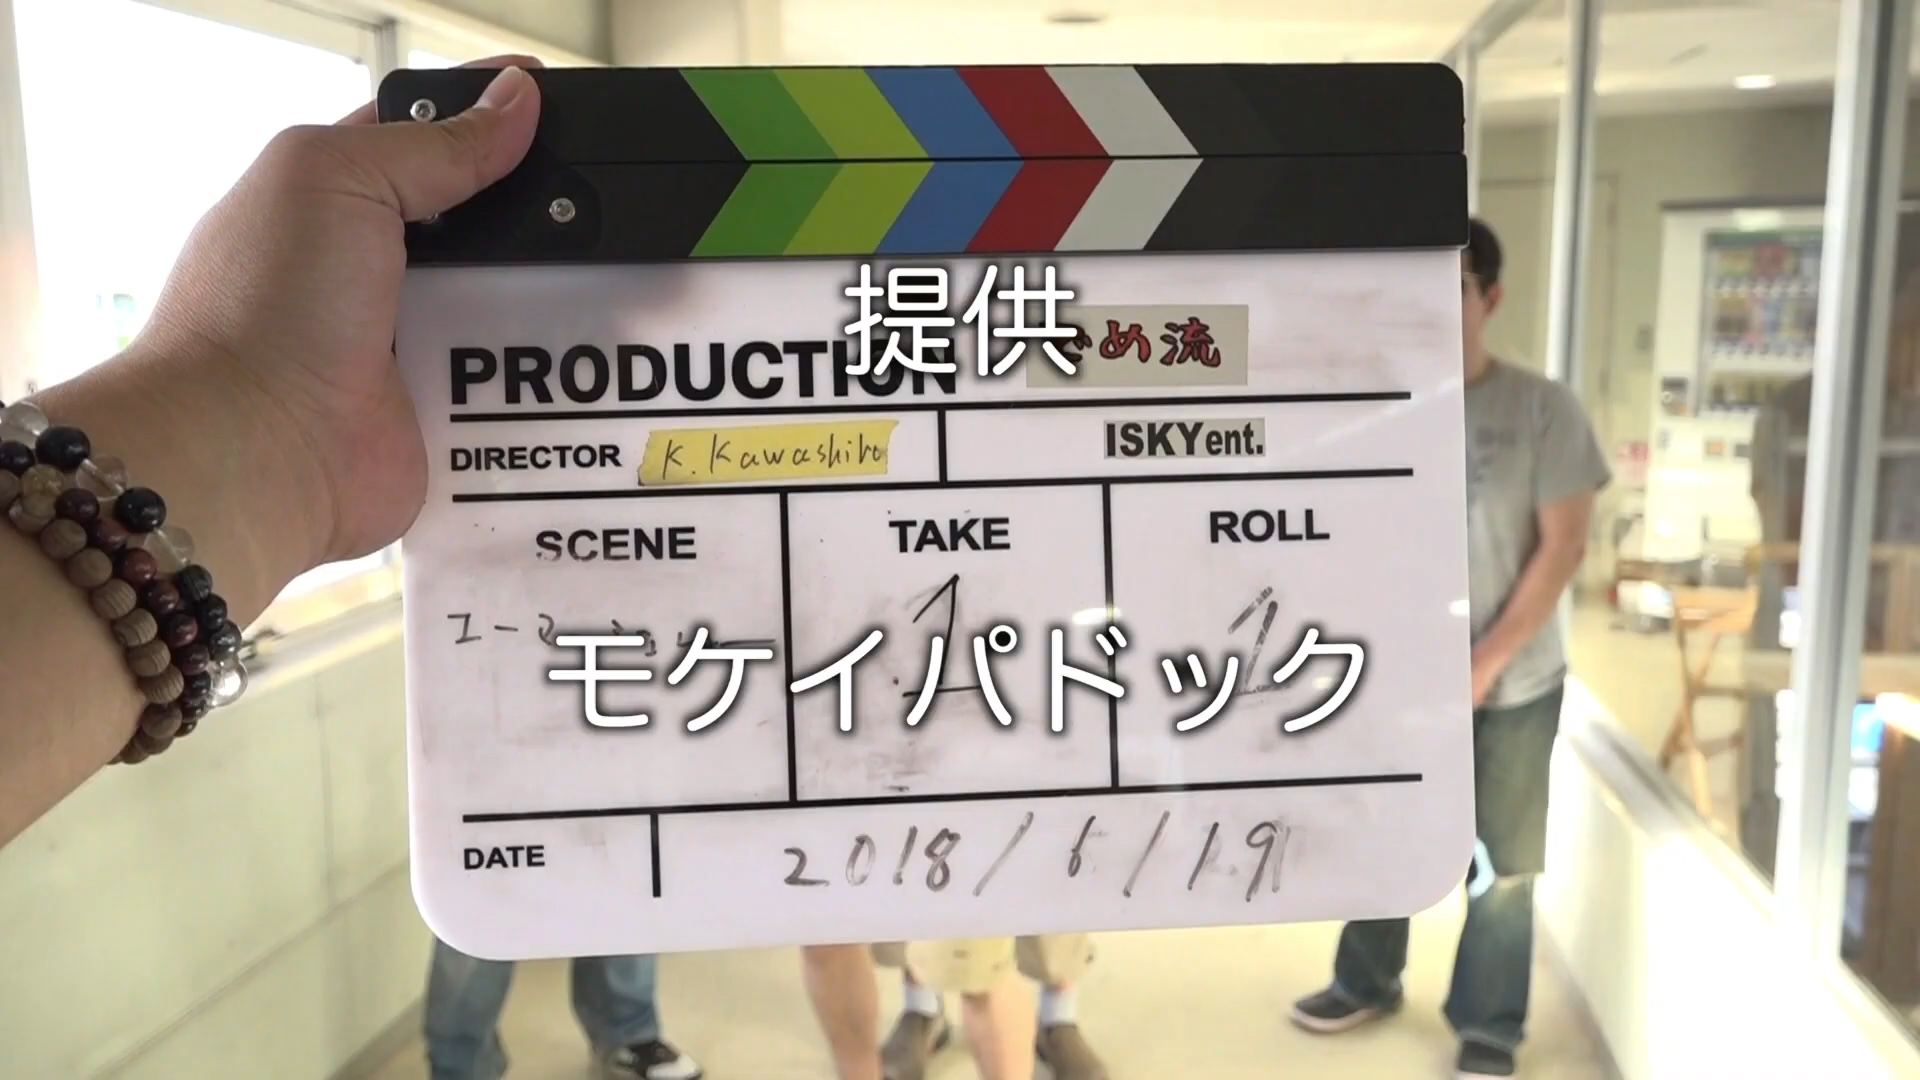 提供
PRODUCTION め流
DIRECTOR K. Kawashiro
ISKYent.
SCENE
TAKE
ROLL
1
モケイパドック
DATE
2018/6/19